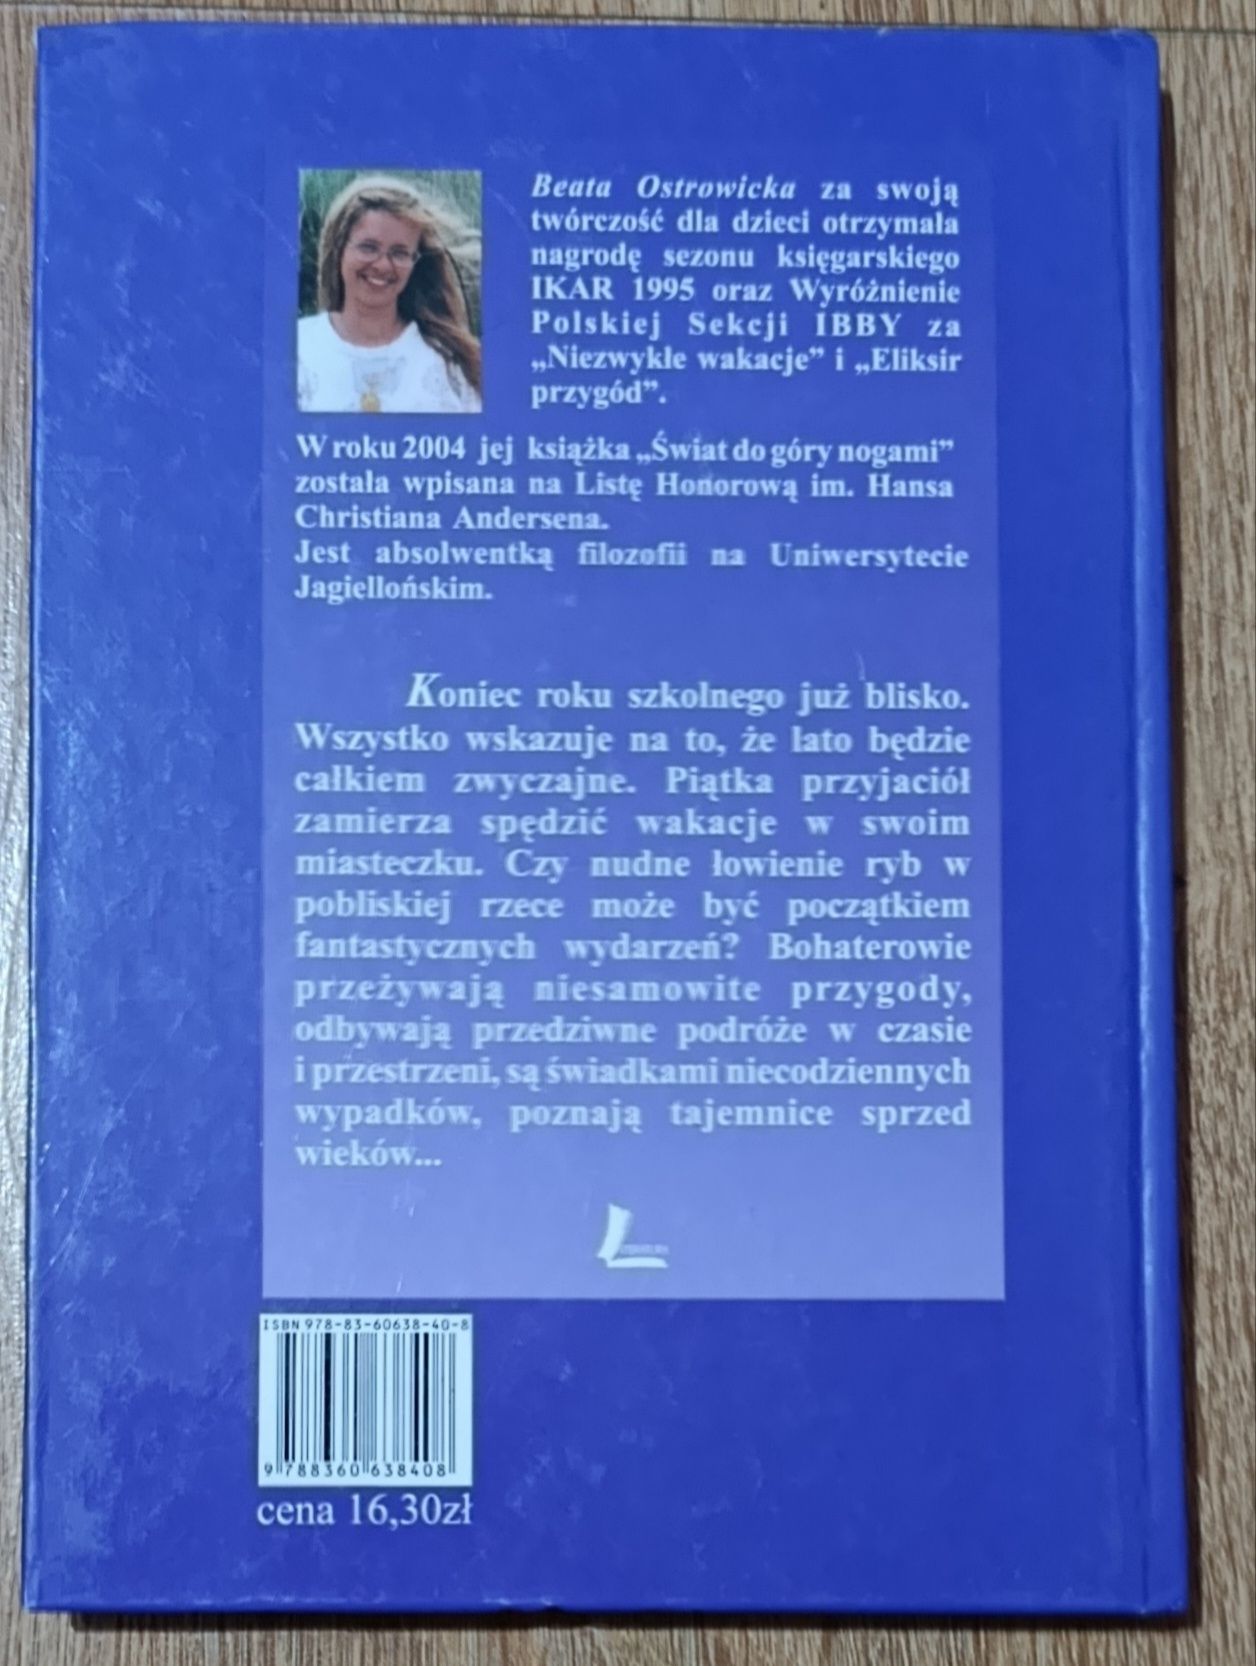 Beata Ostrowicka za swoją
twórczość dla dzieci otrzymała
nagrodę sezonu księgarskiego
IKAR 1995 oraz Wyróżnienie
Polskiej Sekcji IBBY za
„Niezwykłe wakacje” i „Eliksir
przygód”.
W roku 2004 jej książka „Świat do góry nogami”
została wpisana na Listę Honorową im. Hansa
Christiana Andersena.
Jest absolwentką filozofii na Uniwersytecie
Jagiellońskim.
Koniec roku szkolnego już blisko.
Wszystko wskazuje na to, że lato będzie
całkiem zwyczajne. Piątka przyjaciół
zamierza spędzić wakacje w swoim
miasteczku. Czy nudne łowienie ryb w
pobliskiej rzece może być początkiem
fantastycznych wydarzeń? Bohaterowie
przeżywają niesamowite przygody,
odbywają przedziwne podróże w czasie
i przestrzeni, są świadkami niecodziennych
wypadków, poznają tajemnice sprzed
wieków...
LITERATURA
ISBN 978-83-60638-40-8
9 788360 638408
cena 16,30zł